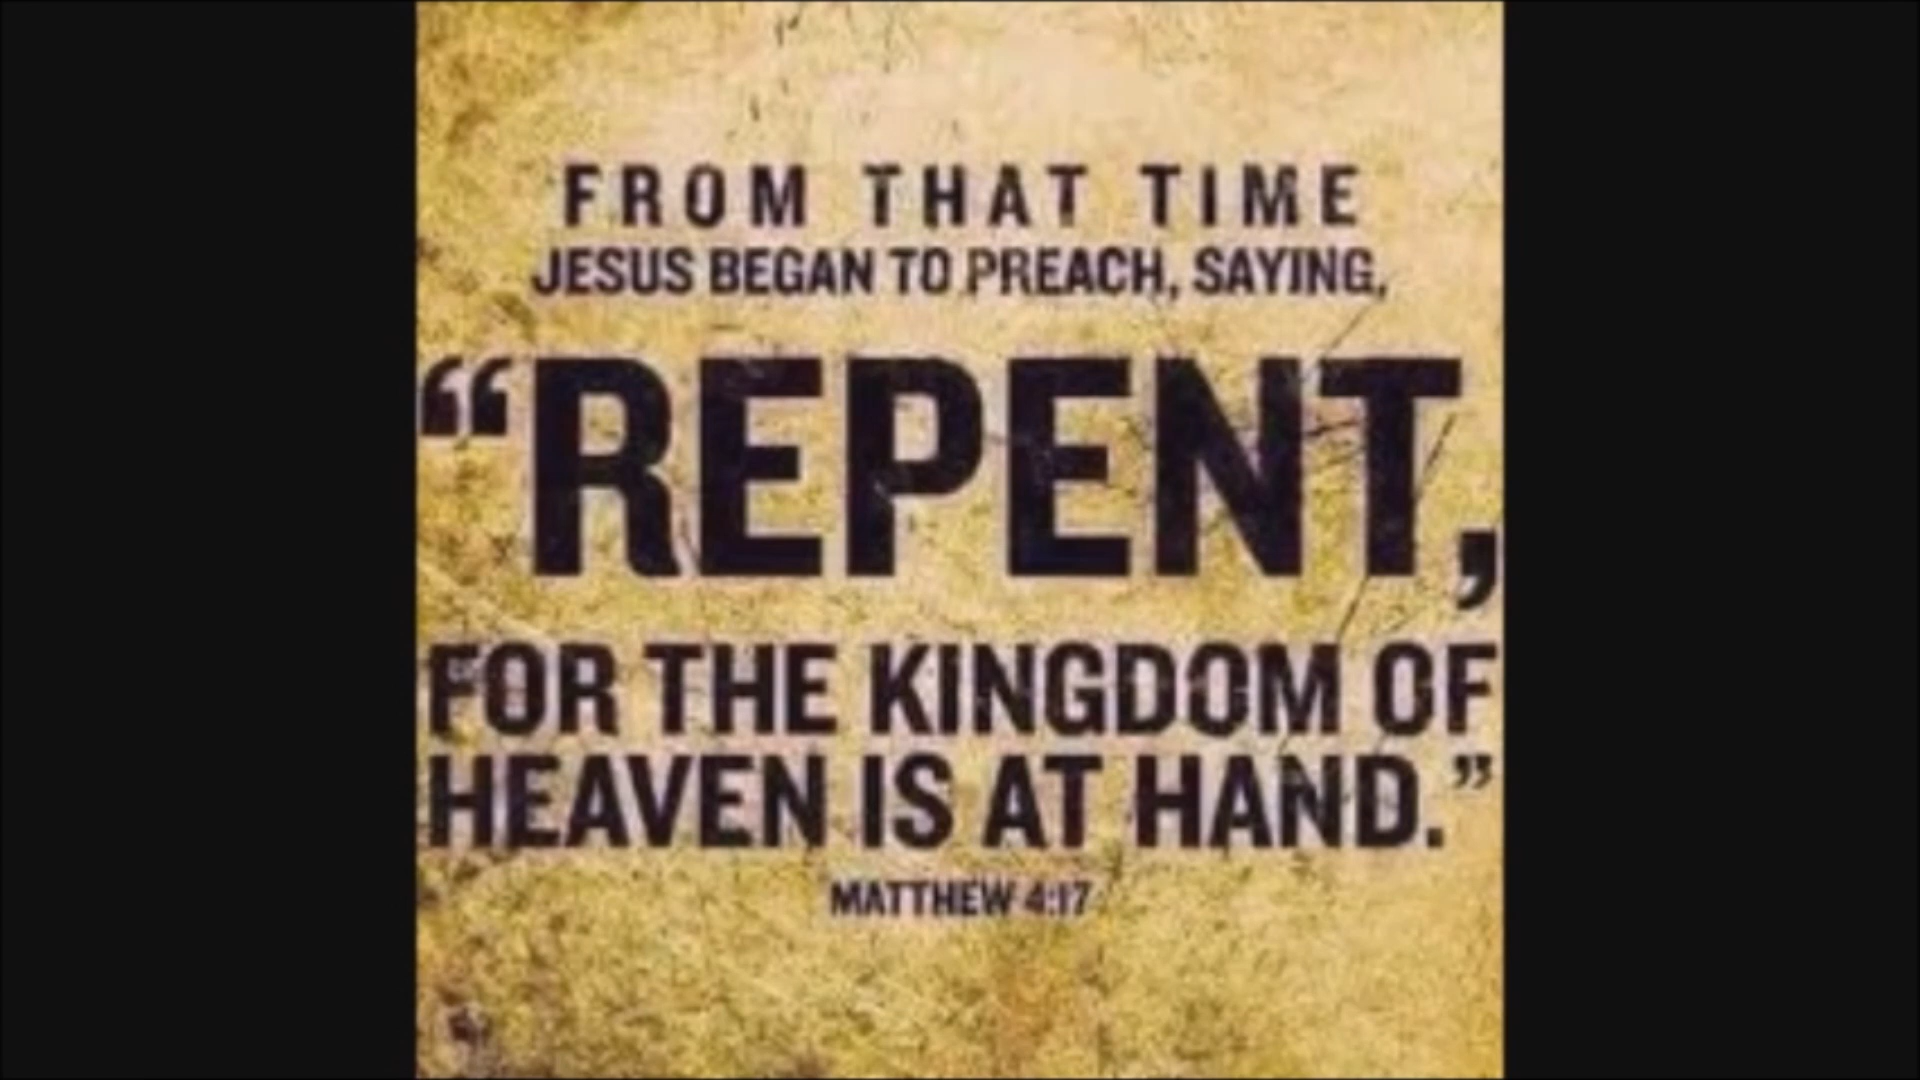 FROM THAT TIME
JESUS BEGAN TO PREACH, SAYING,
“REPENT,
FOR THE KINGDOM OF
HEAVEN IS AT HAND.”
MATTHEW 4:17